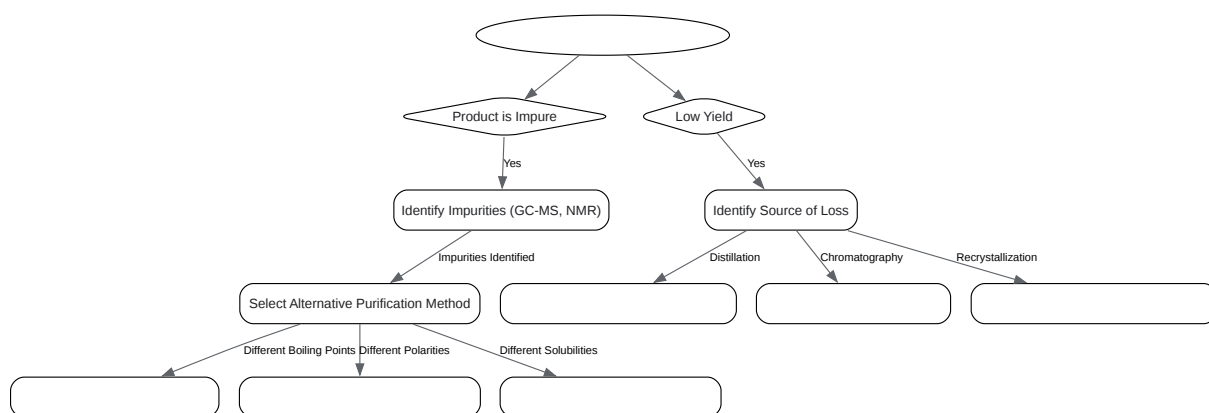 Product is Impure
Low Yield
Yes
Yes
Identify Impurities (GC-MS, NMR)
Identify Source of Loss
Impurities Identified
Distillation
Chromatography
Recrystallization
Select Alternative Purification Method
Different Boiling Points
Different Polarities
Different Solubilities